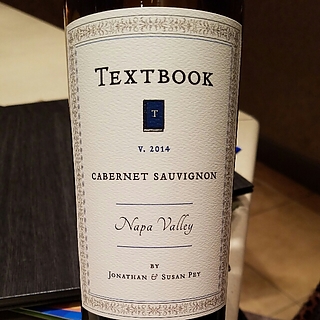 TEXTBOOK
T
V. 2014
CABERNET SAUVIGNON
Napa Valley
BY
JONATHAN & SUSAN PEY